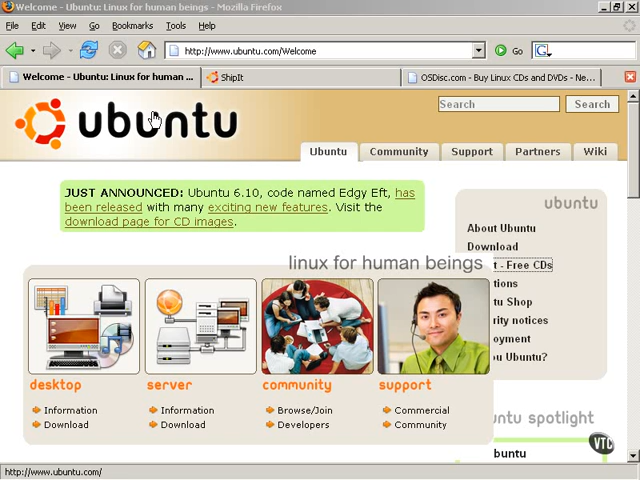 Welcome - Ubuntu: Linux for human beings - Mozilla Firefox
File Edit View Go Bookmarks Tools Help
http://www.ubuntu.com/Welcome
Go
G
Welcome - Ubuntu: Linux for human ...
ShipIt
OSDisc.com - Buy Linux CDs and DVDs - Ne...
ubuntu
Search Search
Ubuntu Community Support Partners Wiki
JUST ANNOUNCED: Ubuntu 6.10, code named Edgy Eft, has
been released with many exciting new features. Visit the
download page for CD images.
ubuntu
About Ubuntu
Download
t - Free CDs
tions
tu Shop
rity notices
oyment
ou Ubuntu?
linux for human beings
desktop
Information
Download
server
Information
Download
community
Browse/Join
Developers
support
Commercial
Community
untu spotlight
buntu
VTC
http://www.ubuntu.com/